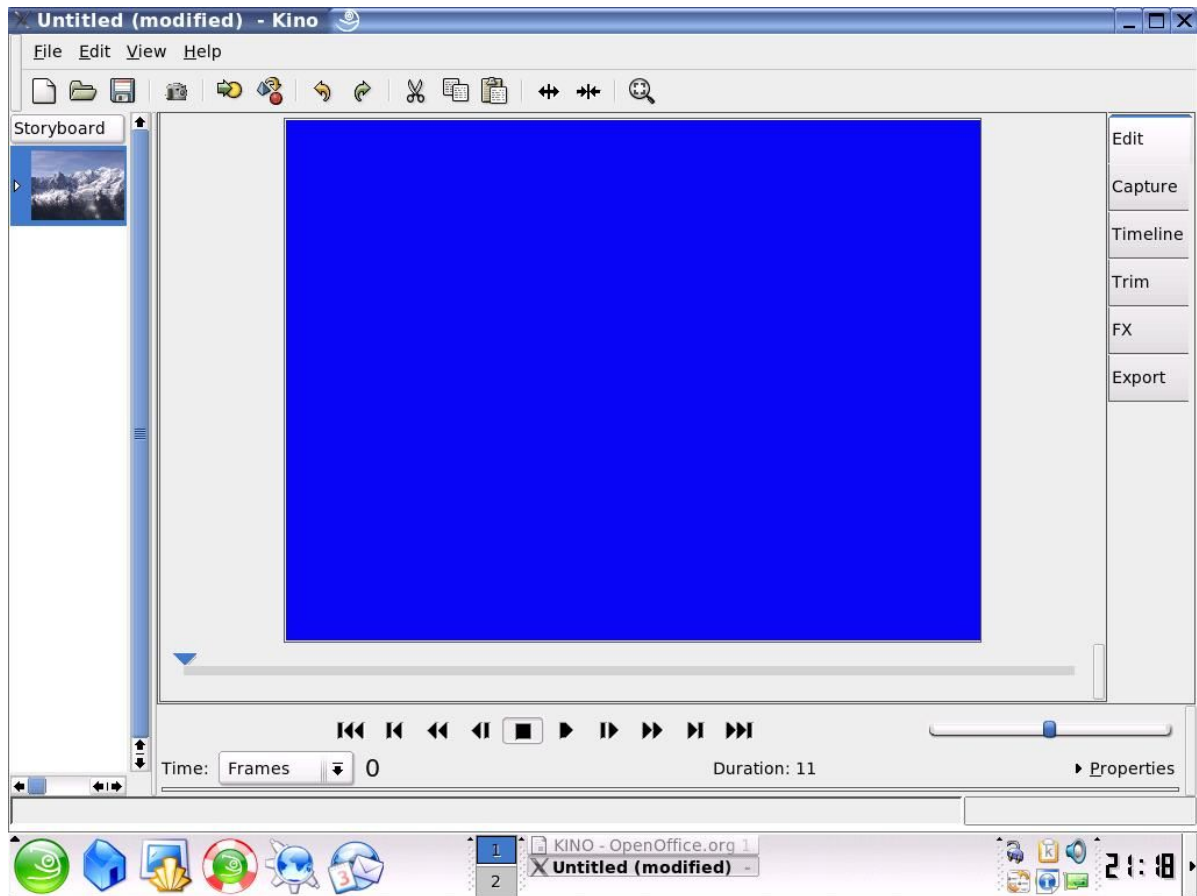 Untitled (modified) - Kino
File Edit View Help
Storyboard
Edit
Capture
Timeline
Trim
FX
Export
Time: Frames 0 Duration: 11 Properties
1 KINO - OpenOffice.org 1
2 Untitled (modified) -
3
21:18